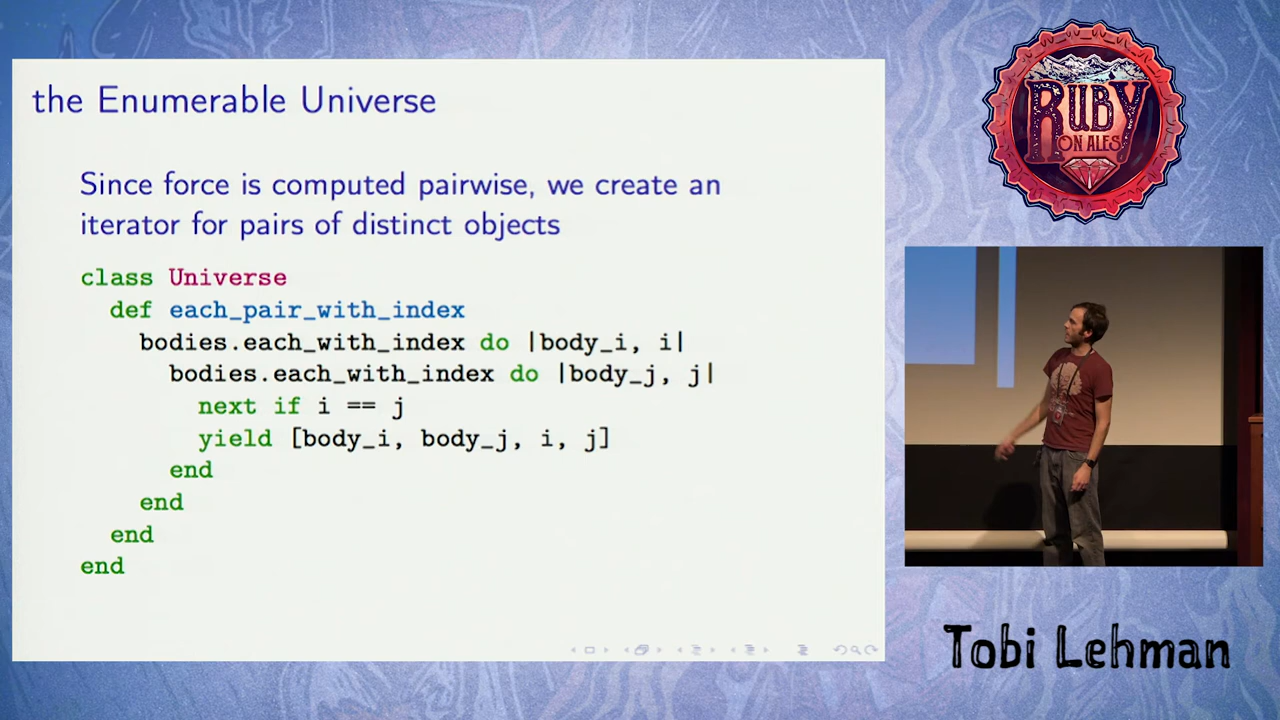 the Enumerable Universe
Since force is computed pairwise, we create an
iterator for pairs of distinct objects
class Universe
  def each_pair_with_index
    bodies.each_with_index do |body_i, i|
      bodies.each_with_index do |body_j, j|
        next if i == j
        yield [body_i, body_j, i, j]
      end
    end
  end
end
RUBY
ON ALES
Tobi Lehman